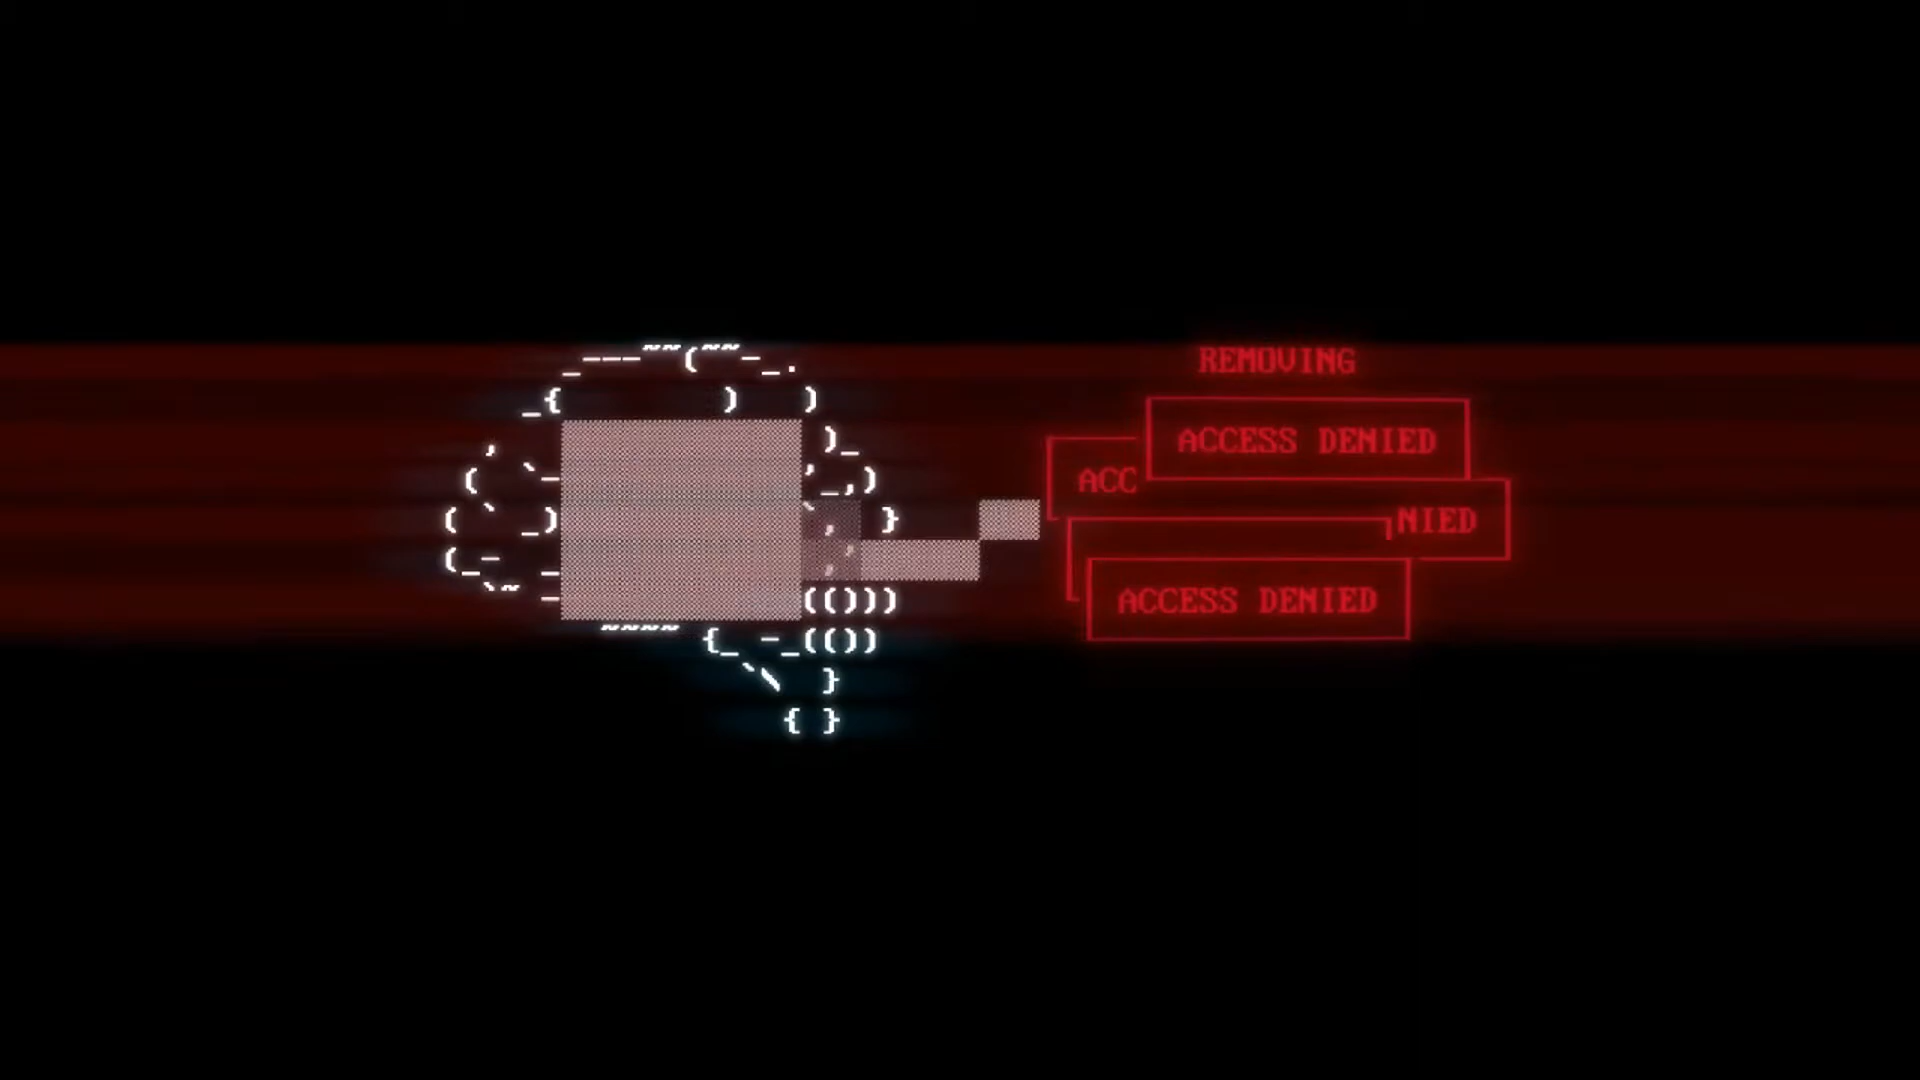 REMOVING
ACCESS DENIED
ACC
NIED
ACCESS DENIED